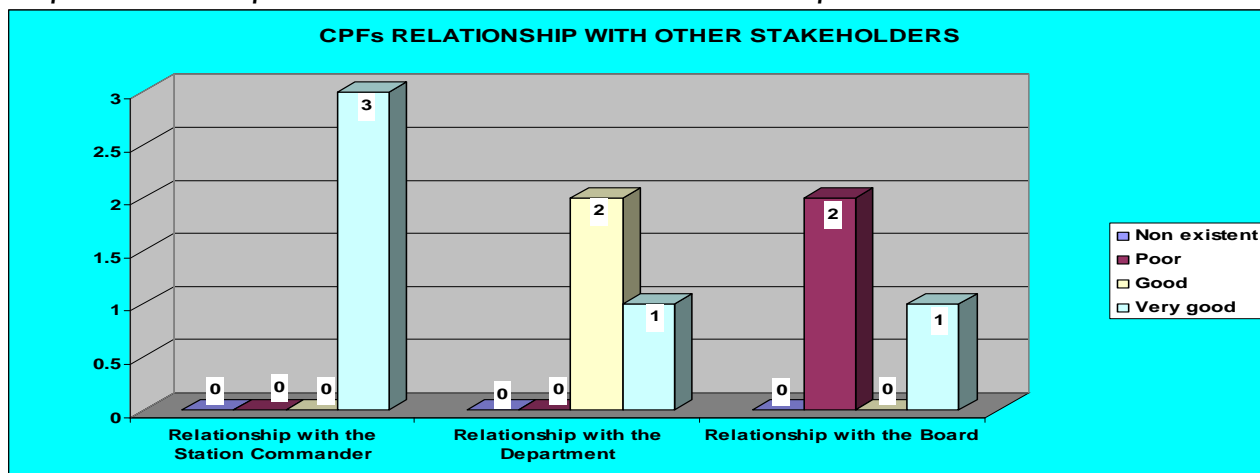 CPFs RELATIONSHIP WITH OTHER STAKEHOLDERS
3
2.5
2
1.5
1
0.5
0
0 0 0 3
0 0 2 1
0 2 0 1
Relationship with the
Station Commander
Relationship with the
Department
Relationship with the Board
Non existent
Poor
Good
Very good